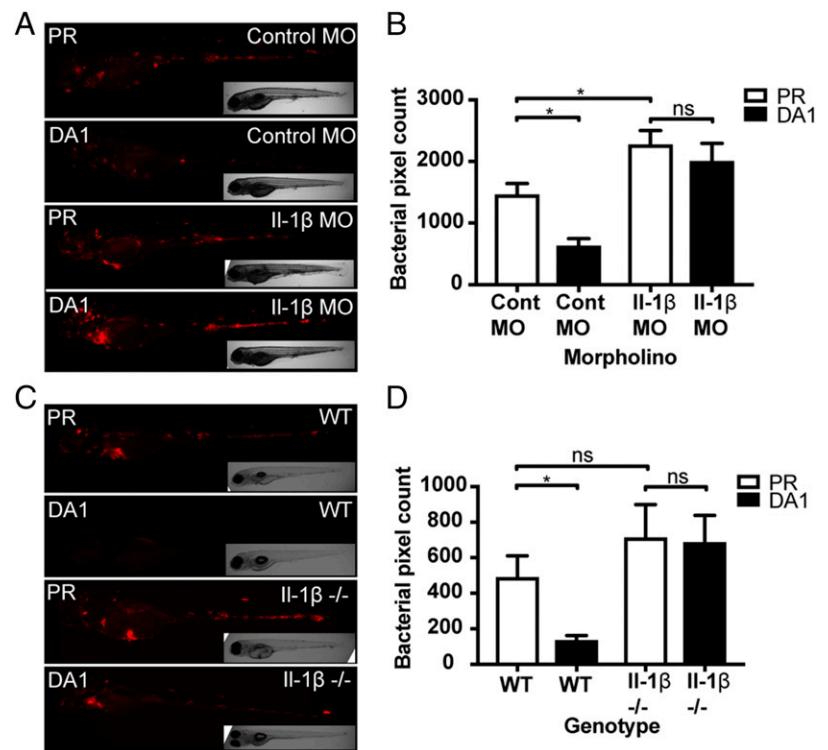 A
PR Control MO
DA1 Control MO
PR Il-1β MO
DA1 Il-1β MO
B
3000
2000
1000
0
Bacterial pixel count
*
*
ns
PR
DA1
Cont MO
Cont MO
Il-1β MO
Il-1β MO
Morpholino
C
PR WT
DA1 WT
PR Il-1β -/-
DA1 Il-1β -/-
D
1000
800
600
400
200
0
Bacterial pixel count
ns
*
ns
PR
DA1
WT
WT
Il-1β -/-
Il-1β -/-
Genotype